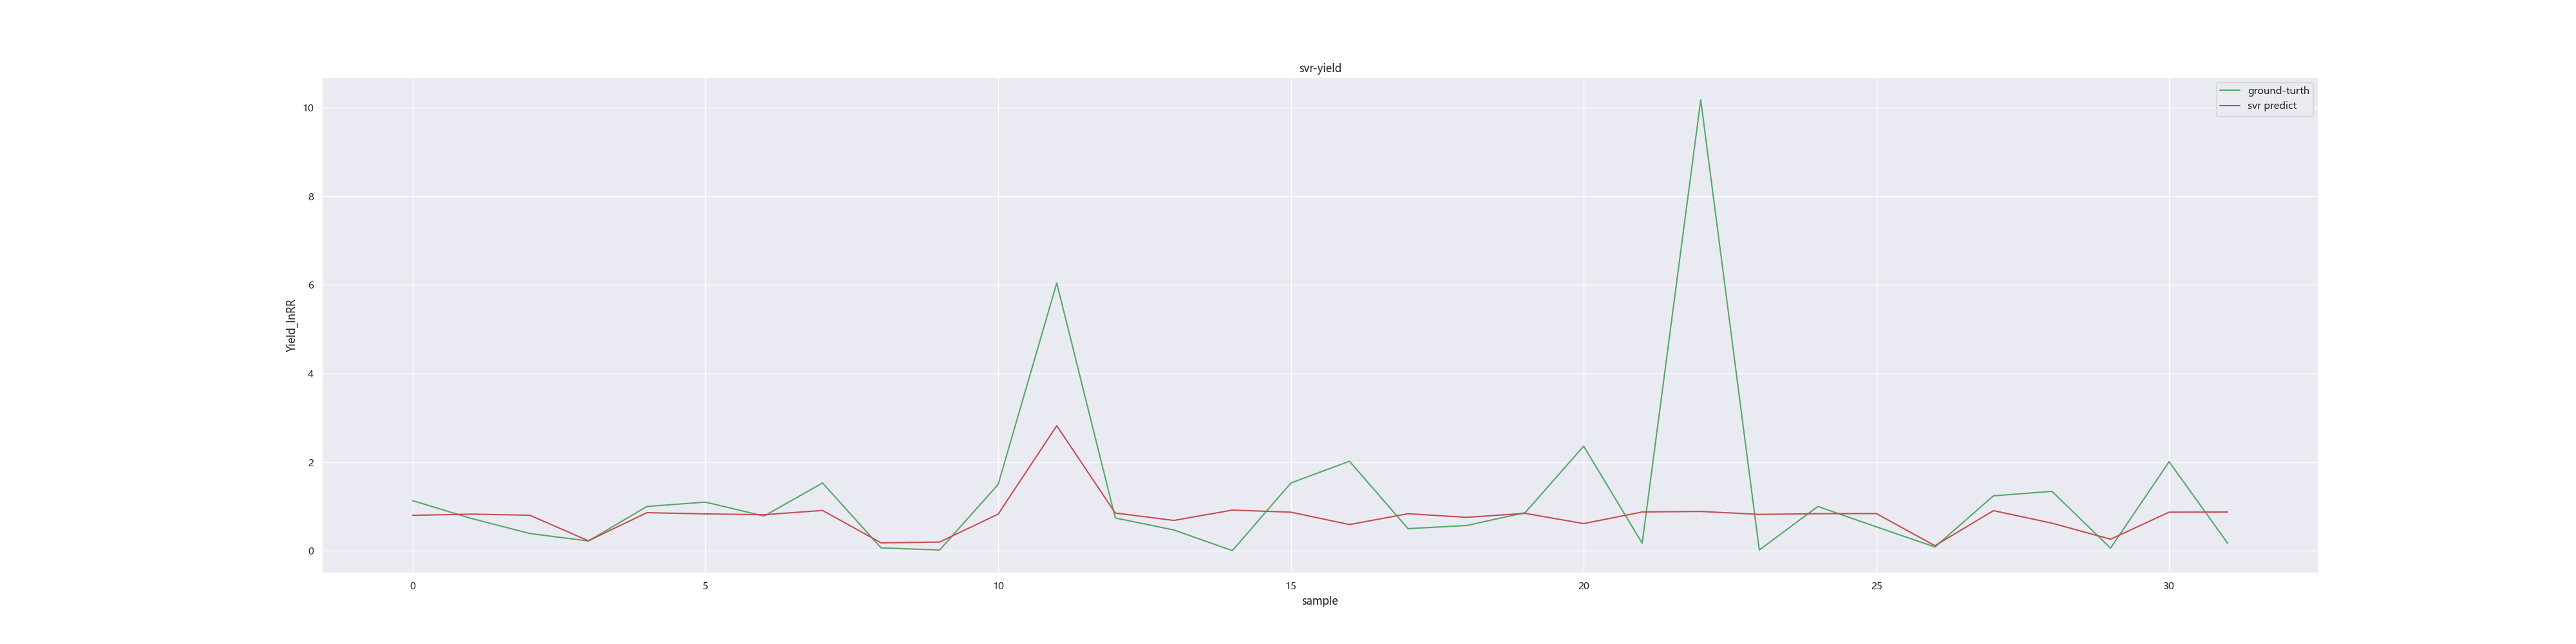 svr-yield
ground-turth
svr predict
10
8
6
4
2
0
Yield_lnRR
0 5 10 15 20 25 30
sample